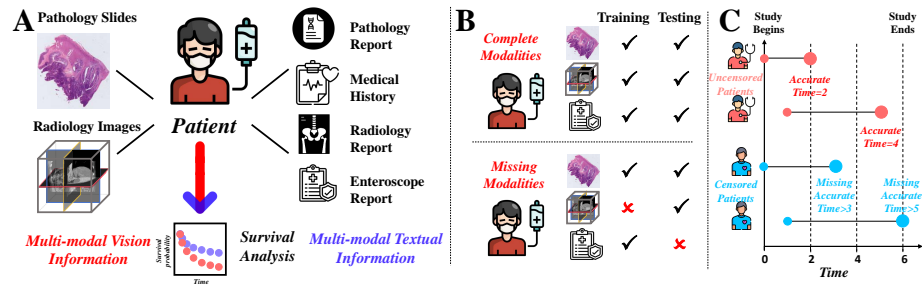 A
Pathology Slides
Radiology Images
Patient
Pathology
Report
Medical
History
Radiology
Report
Enteroscope
Report
Multi-modal Vision
Information
Survival
probability
Time
Survival
Analysis
Multi-modal Textual
Information
B
Training
Testing
Complete
Modalities
Missing
Modalities
C
Study
Begins
Study
Ends
Uncensored
Patients
Accurate
Time=2
Accurate
Time=4
Censored
Patients
Missing
Accurate
Time>3
Missing
Accurate
Time>5
0
2
4
6
Time